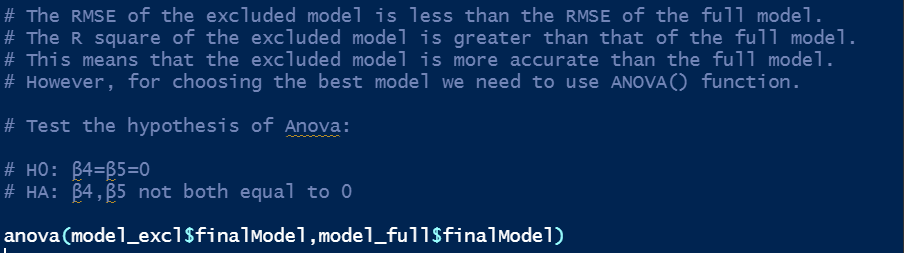 # The RMSE of the excluded model is less than the RMSE of the full model.
# The R square of the excluded model is greater than that of the full model.
# This means that the excluded model is more accurate than the full model.
# However, for choosing the best model we need to use ANOVA() function.
# Test the hypothesis of Anova:
# H0: β4=β5=0
# HA: β4,β5 not both equal to 0
anova(model_excl$finalModel,model_full$finalModel)